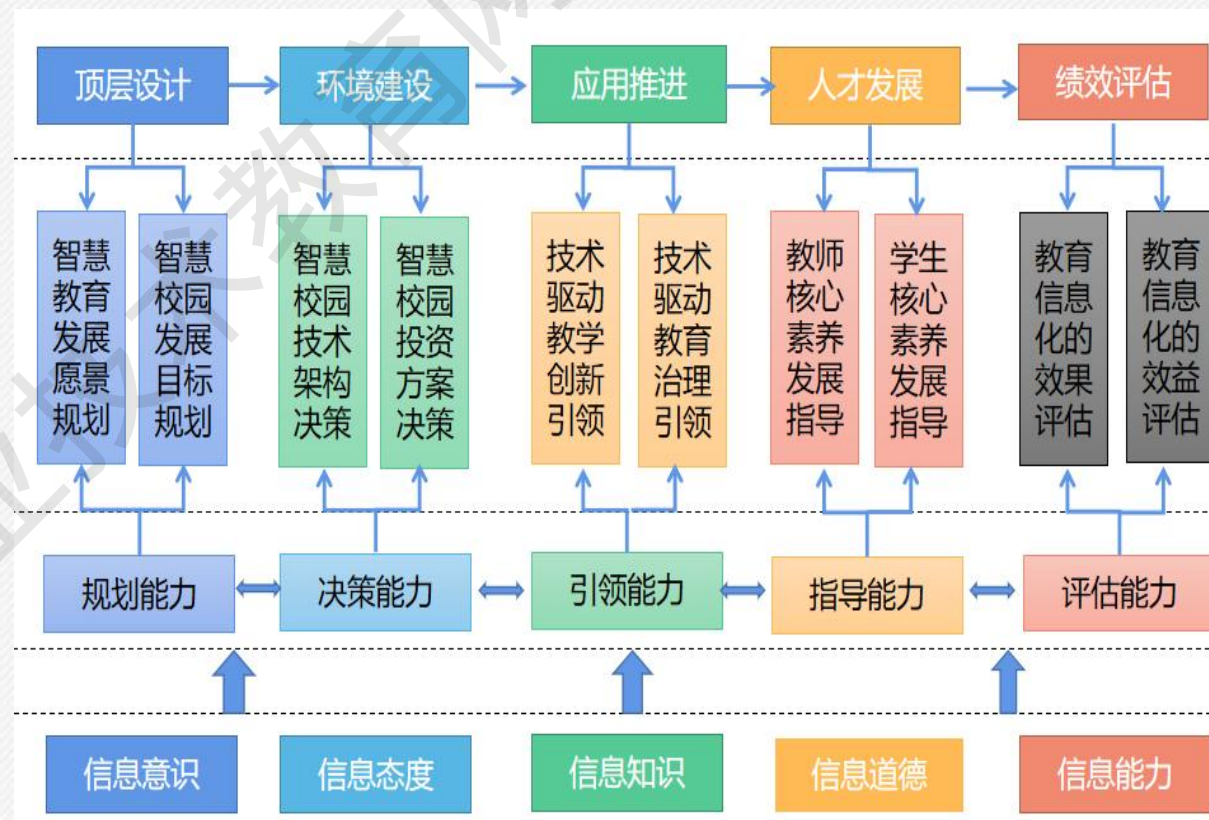 顶层设计
环境建设
应用推进
人才发展
绩效评估
智慧
教育
发展
愿景
规划
智慧
校园
发展
目标
规划
智慧
校园
技术
架构
决策
智慧
校园
投资
方案
决策
技术
驱动
教学
创新
引领
技术
驱动
教育
治理
引领
教师
核心
素养
发展
指导
学生
核心
素养
发展
指导
教育
信息
化的
效果
评估
教育
信息
化的
效益
评估
规划能力
决策能力
引领能力
指导能力
评估能力
信息意识
信息态度
信息知识
信息道德
信息能力